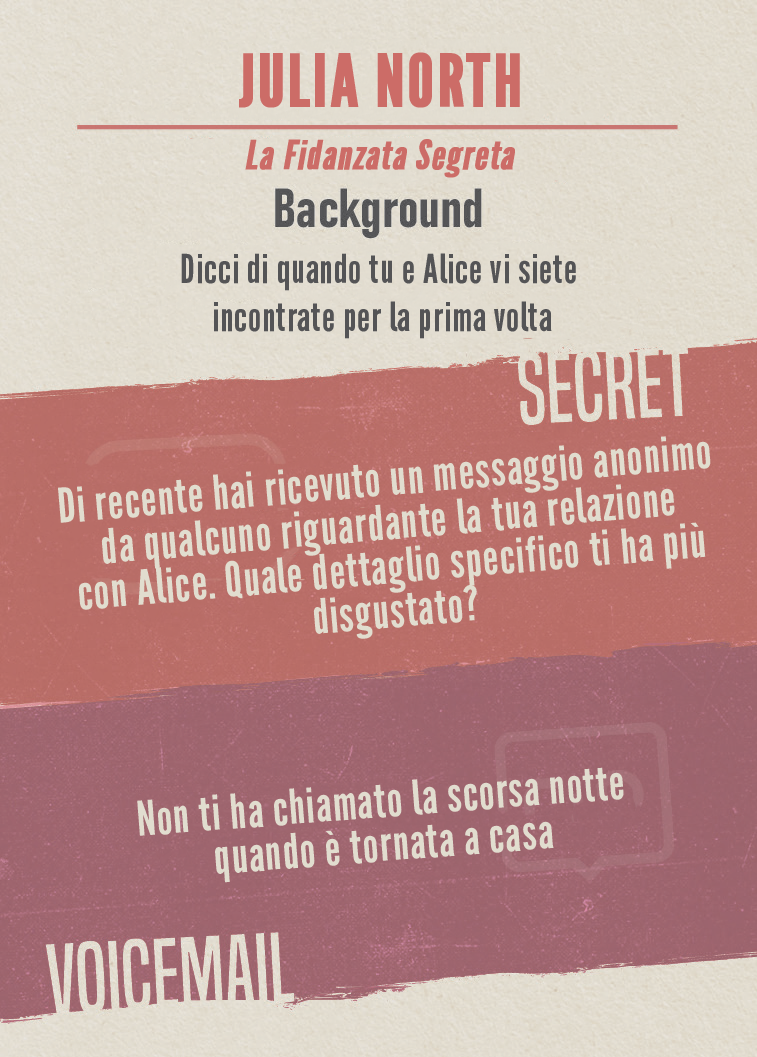 JULIA NORTH
La Fidanzata Segreta
Background
Dicci di quando tu e Alice vi siete
incontrate per la prima volta
SECRET
Di recente hai ricevuto un messaggio anonimo
da qualcuno riguardante la tua relazione
con Alice. Quale dettaglio specifico ti ha più
disgustato?
Non ti ha chiamato la scorsa notte
quando è tornata a casa
VOICEMAIL